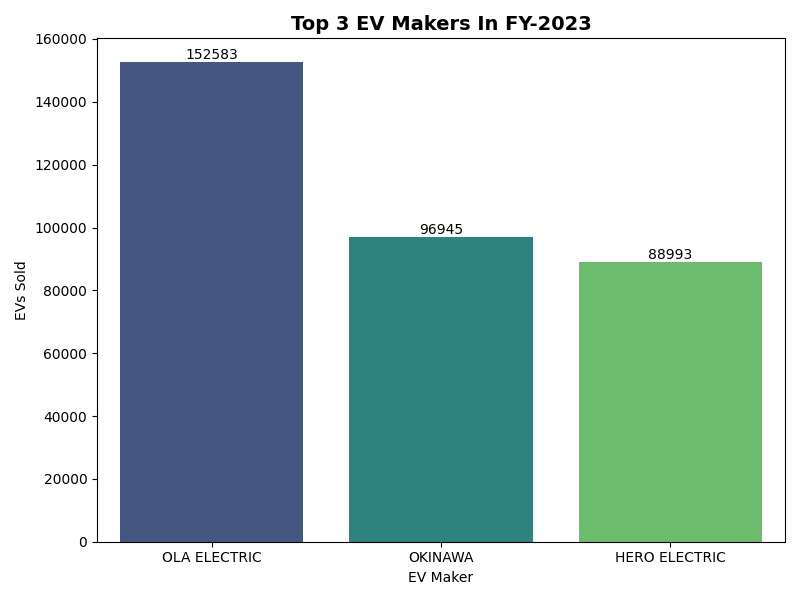 Top 3 EV Makers In FY-2023
160000
140000
120000
100000
80000
60000
40000
20000
0
EVs Sold
152583
96945
88993
OLA ELECTRIC
OKINAWA
HERO ELECTRIC
EV Maker